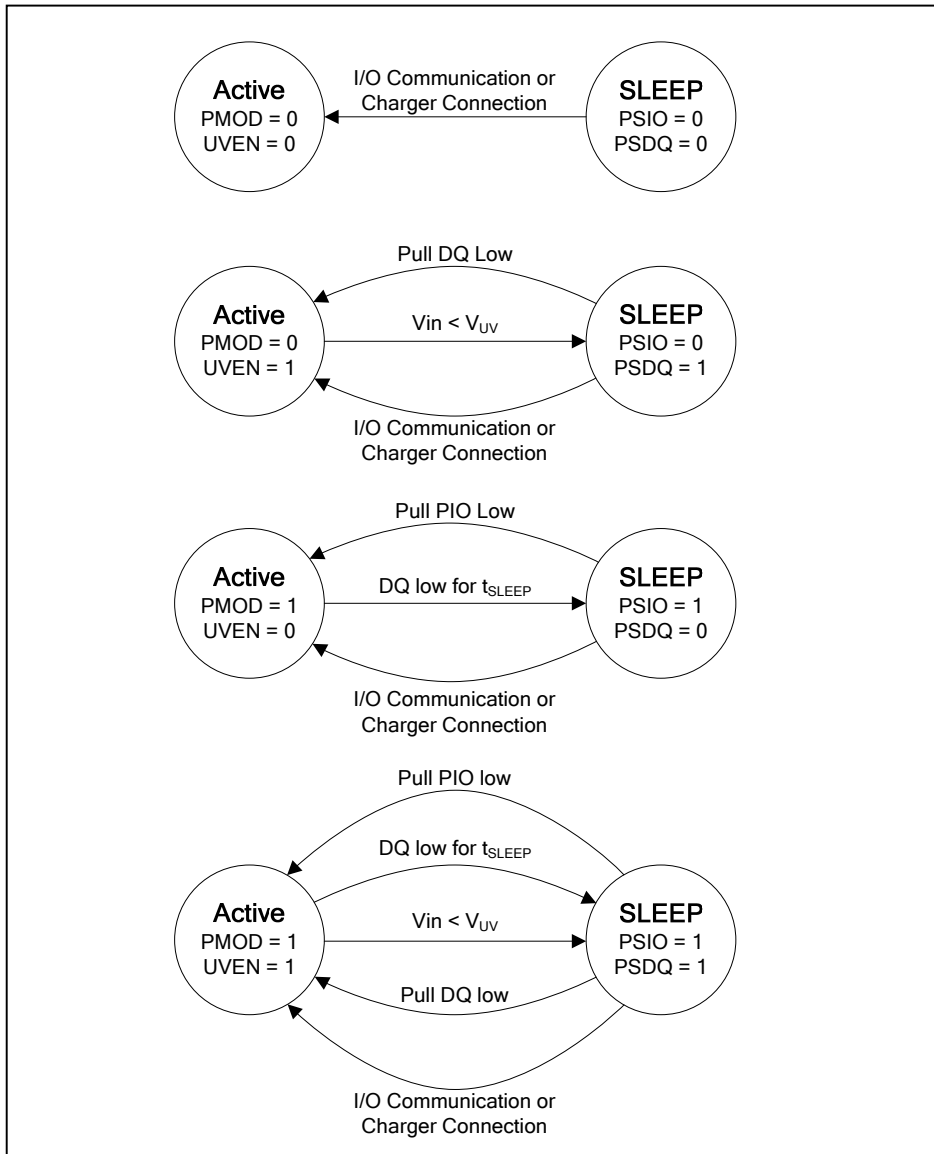 Active
PMOD = 0
UVEN = 0
I/O Communication or
Charger Connection
SLEEP
PSIO = 0
PSDQ = 0
Pull DQ Low
Active
PMOD = 0
UVEN = 1
Vin < VUV
SLEEP
PSIO = 0
PSDQ = 1
I/O Communication or
Charger Connection
Pull PIO Low
Active
PMOD = 1
UVEN = 0
DQ low for tSLEEP
SLEEP
PSIO = 1
PSDQ = 0
I/O Communication or
Charger Connection
Pull PIO low
DQ low for tSLEEP
Active
PMOD = 1
UVEN = 1
Vin < VUV
SLEEP
PSIO = 1
PSDQ = 1
Pull DQ low
I/O Communication or
Charger Connection